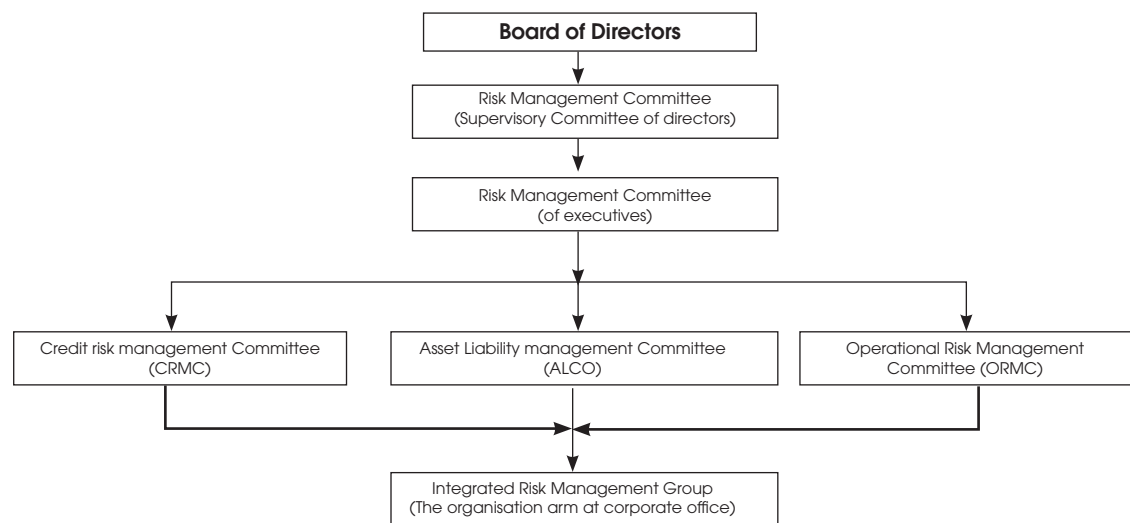 Board of Directors
Risk Management Committee
(Supervisory Committee of directors)
Risk Management Committee
(of executives)
Credit risk management Committee
(CRMC)
Asset Liability management Committee
(ALCO)
Operational Risk Management
Committee (ORMC)
Integrated Risk Management Group
(The organisation arm at corporate office)